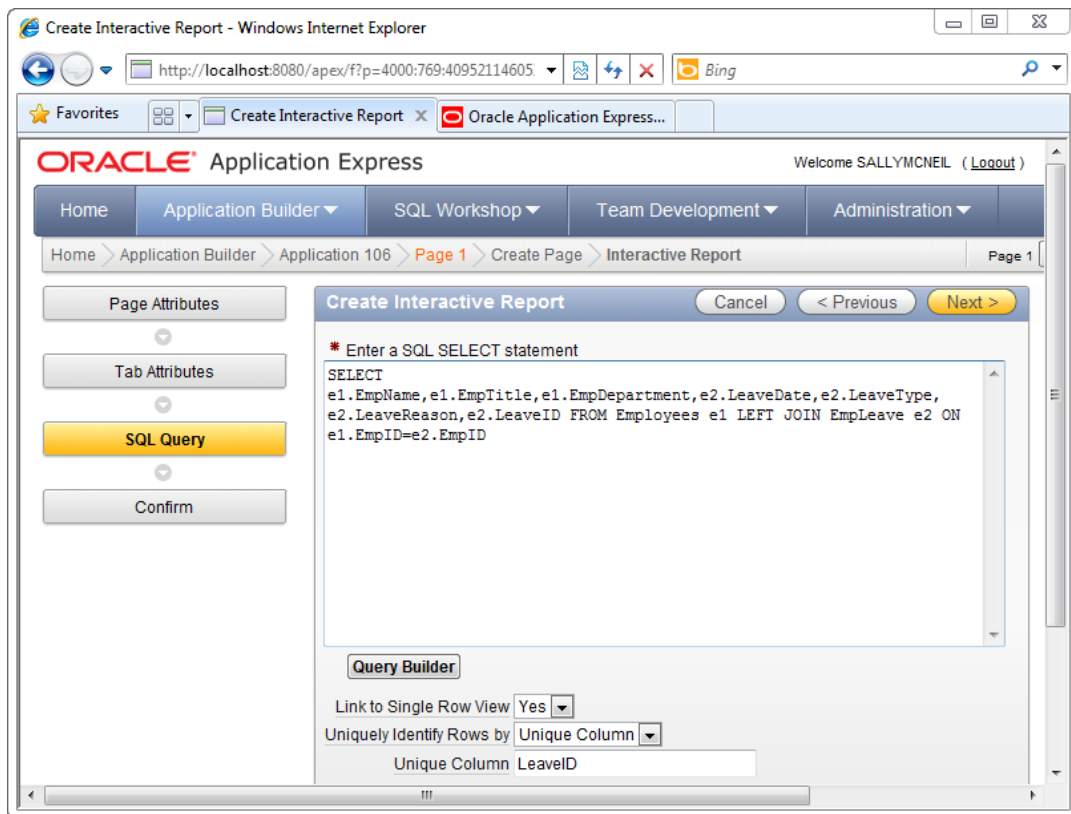 Create Interactive Report - Windows Internet Explorer
http://localhost:8080/apex/f?p=4000:769:40952114605
Bing
Favorites
Create Interactive Report
Oracle Application Express...
ORACLE Application Express
Welcome SALLYMCNEIL ( Logout )
Home
Application Builder
SQL Workshop
Team Development
Administration
Home > Application Builder > Application 106 > Page 1 > Create Page > Interactive Report
Page 1
Page Attributes
Tab Attributes
SQL Query
Confirm
Create Interactive Report
Cancel
< Previous
Next >
* Enter a SQL SELECT statement
SELECT
e1.EmpName,e1.EmpTitle,e1.EmpDepartment,e2.LeaveDate,e2.LeaveType,
e2.LeaveReason,e2.LeaveID FROM Employees e1 LEFT JOIN EmpLeave e2 ON
e1.EmpID=e2.EmpID
Query Builder
Link to Single Row View Yes
Uniquely Identify Rows by Unique Column
Unique Column LeaveID